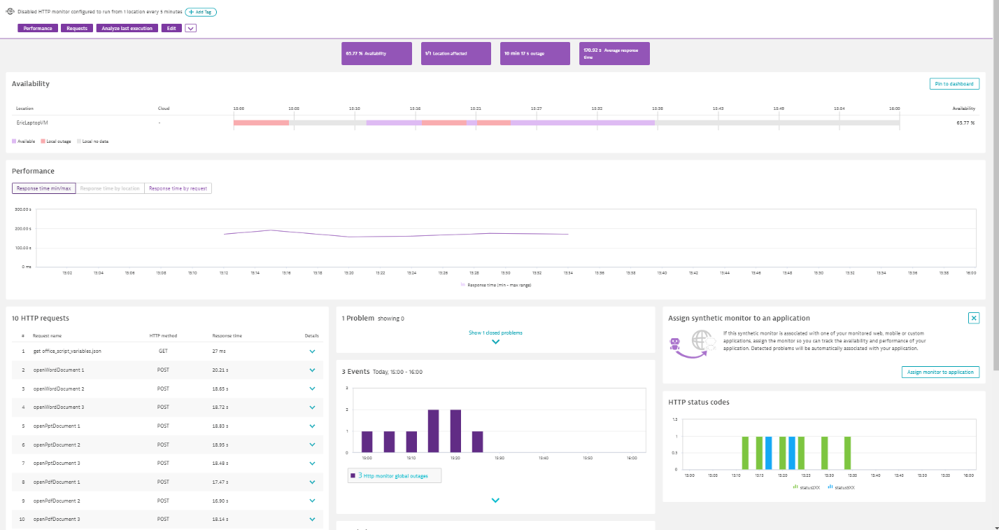 Disabled HTTP monitor configured to run from 1 location every 5 minutes + Add Tag
Performance Requests Analyze last execution Edit
65.77 % Availability 1/1 Location affected 10 min 17 s outage 170.92 s Average response time
Availability Pin to dashboard
Location Cloud 15:00 15:05 15:10 15:16 15:21 15:27 15:32 15:38 15:43 15:49 15:54 16:00 Availability
EricLaptopVM - 65.77 %
Available Local outage Local no data
Performance
Response time min/max Response time by location Response time by request
300.00 s
200.00 s
100.00 s
0 ms
15:02 15:04 15:06 15:08 15:10 15:12 15:14 15:16 15:18 15:20 15:22 15:24 15:26 15:28 15:30 15:32 15:34 15:36 15:38 15:40 15:42 15:44 15:46 15:48 15:50 15:52 15:54 15:56 15:58 16:00
Response time (min - max range)
10 HTTP requests
# Request name HTTP method Response time Details
1 get office_script_variables.json GET 27 ms
2 openWordDocument 1 POST 20.21 s
3 openWordDocument 2 POST 18.65 s
4 openWordDocument 3 POST 18.72 s
5 openPptDocument 1 POST 18.83 s
6 openPptDocument 2 POST 18.95 s
7 openPptDocument 3 POST 18.48 s
8 openPdfDocument 1 POST 17.47 s
9 openPdfDocument 2 POST 16.90 s
10 openPdfDocument 3 POST 18.14 s
1 Problem showing 0
Show 1 closed problems
3 Events Today, 15:00 - 16:00
3
2
1
0
15:00 15:10 15:20 15:30 15:40 15:50 16:00
3 Http monitor global outages
Assign synthetic monitor to an application
If this synthetic monitor is associated with one of your monitored web, mobile or custom
applications, assign the monitor so you can track the availability and performance of your
application. Detected problems will be automatically associated with your application.
Assign monitor to application
HTTP status codes
1.5
1
0.5
0
15:00 15:05 15:10 15:15 15:20 15:25 15:30 15:35 15:40 15:45 15:50 15:55 16:00
status2XX status5XX